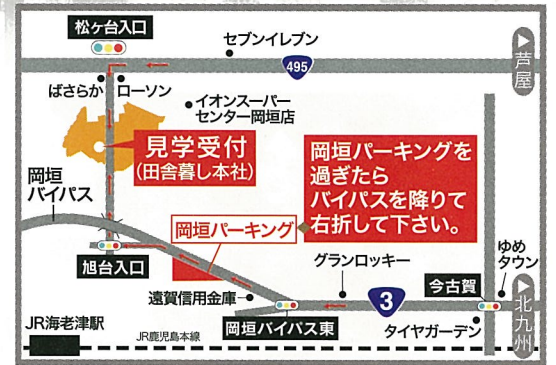 松ヶ台入口
セブンイレブン
495
芦屋
ばさらか
ローソン
イオンスーパー
センター岡垣店
見学受付
(田舎暮し本社)
岡垣パーキングを
過ぎたら
バイパスを降りて
右折して下さい。
岡垣
バイパス
岡垣パーキング
旭台入口
グランロッキー
ゆめ
タウン
今古賀
遠賀信用金庫
3
北九州
岡垣バイパス東
タイヤガーデン
JR海老津駅
JR鹿児島本線